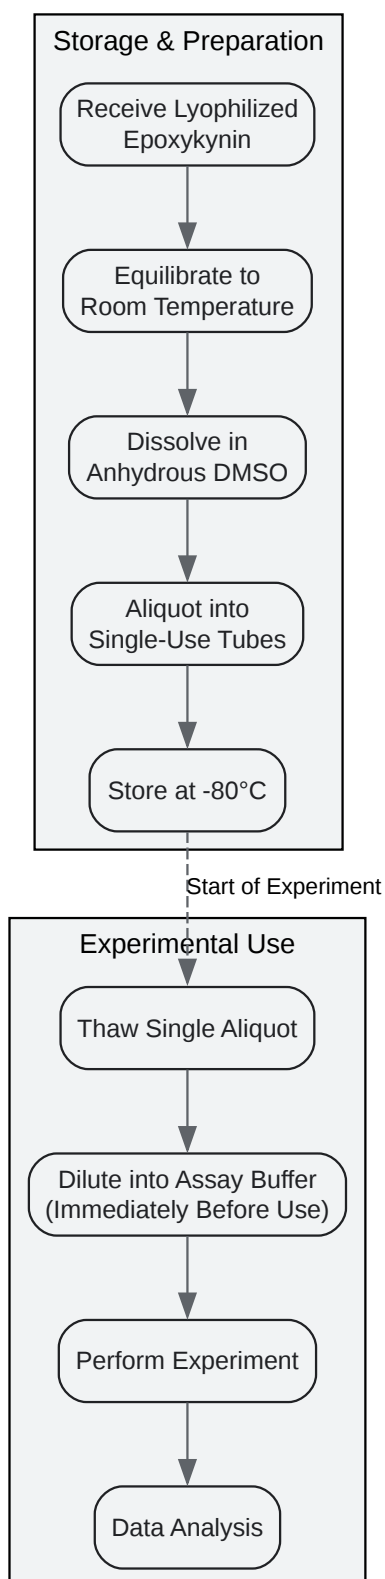 Storage & Preparation
Receive Lyophilized
Epoxykynin
Equilibrate to
Room Temperature
Dissolve in
Anhydrous DMSO
Aliquot into
Single-Use Tubes
Store at -80°C
Start of Experiment
Experimental Use
Thaw Single Aliquot
Dilute into Assay Buffer
(Immediately Before Use)
Perform Experiment
Data Analysis